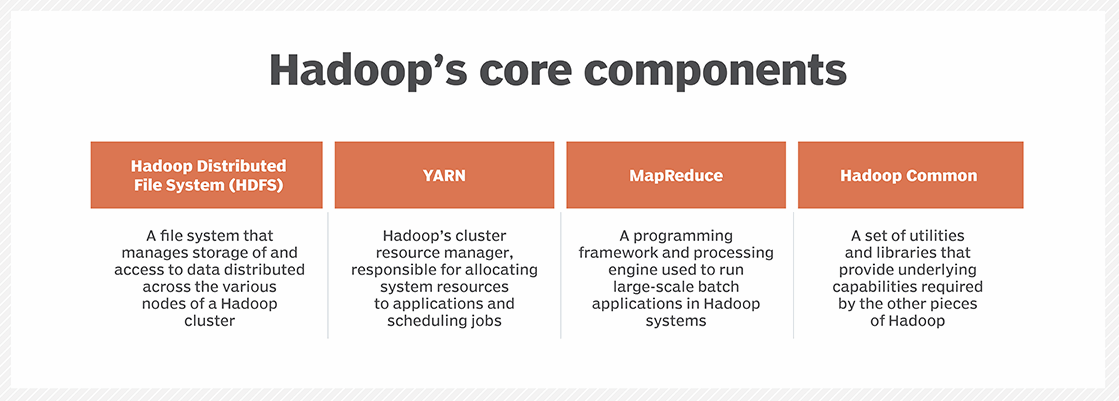 Hadoop’s core components
Hadoop Distributed
File System (HDFS)
A file system that
manages storage of and
access to data distributed
across the various
nodes of a Hadoop
cluster
YARN
Hadoop’s cluster
resource manager,
responsible for allocating
system resources
to applications and
scheduling jobs
MapReduce
A programming
framework and processing
engine used to run
large-scale batch
applications in Hadoop
systems
Hadoop Common
A set of utilities
and libraries that
provide underlying
capabilities required
by the other pieces
of Hadoop